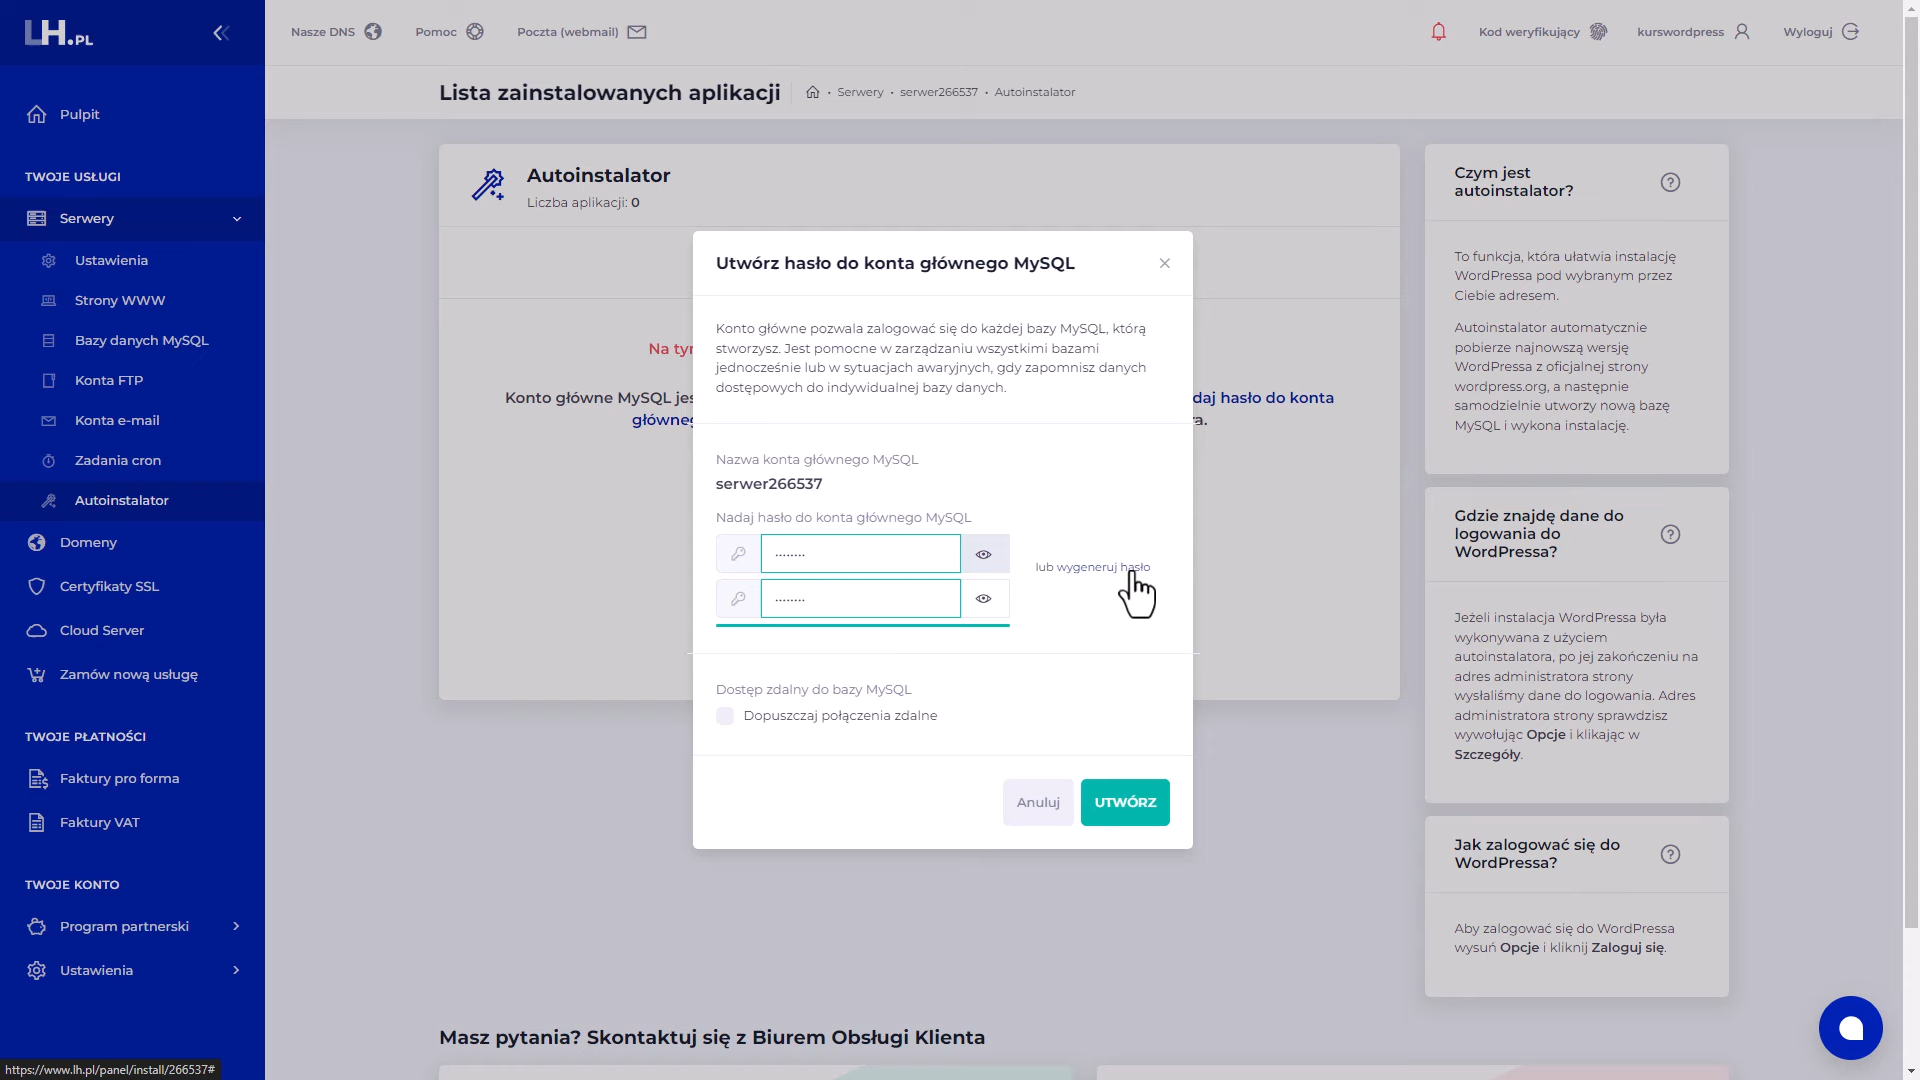 LH.PL
Nasze DNS
Pomoc
Poczta (webmail)
Kod weryfikujący
kurswordpress
Wyloguj
Lista zainstalowanych aplikacji
Serwery • serwer266537 • Autoinstalator
Pulpit
TWOJE USŁUGI
Serwery
Ustawienia
Strony WWW
Bazy danych MySQL
Konta FTP
Konta e-mail
Zadania cron
Autoinstalator
Domeny
Certyfikaty SSL
Cloud Server
Zamów nową usługę
TWOJE PŁATNOŚCI
Faktury pro forma
Faktury VAT
TWOJE KONTO
Program partnerski
Ustawienia
Autoinstalator
Liczba aplikacji: 0
Na
Konto główne MySQL
hasło do konta
Utwórz hasło do konta głównego MySQL
Konto główne pozwala zalogować się do każdej bazy MySQL, którą
stworzysz. Jest pomocne w zarządzaniu wszystkimi bazami
jednocześnie lub w sytuacjach awaryjnych, gdy zapomnisz danych
dostępowych do indywidualnej bazy danych.
Nazwa konta głównego MySQL
serwer266537
Nadaj hasło do konta głównego MySQL
........
........
lub wygeneruj hasło
Dostęp zdalny do bazy MySQL
Dopuszczaj połączenia zdalne
Anuluj
UTWÓRZ
Czym jest
autoinstalator?
To funkcja, która ułatwia instalację
WordPressa pod wybranym przez
Ciebie adresem.
Autoinstalator automatycznie
pobierze najnowszą wersję
WordPressa z oficjalnej strony
wordpress.org, a następnie
samodzielnie utworzy nową bazę
MySQL i wykona instalację.
Gdzie znajdę dane do
logowania do
WordPressa?
Jeżeli instalacja WordPressa była
wykonywana z użyciem
autoinstalatora, po jej zakończeniu na
adres administratora strony
wysłaliśmy dane do logowania. Adres
administratora strony sprawdzisz
wywołując Opcje i klikając w
Szczegóły.
Jak zalogować się do
WordPressa?
Aby zalogować się do WordPressa
wysuń Opcje i kliknij Zaloguj się.
Masz pytania? Skontaktuj się z Biurem Obsługi Klienta
https://www.lh.pl/panel/install/266537#